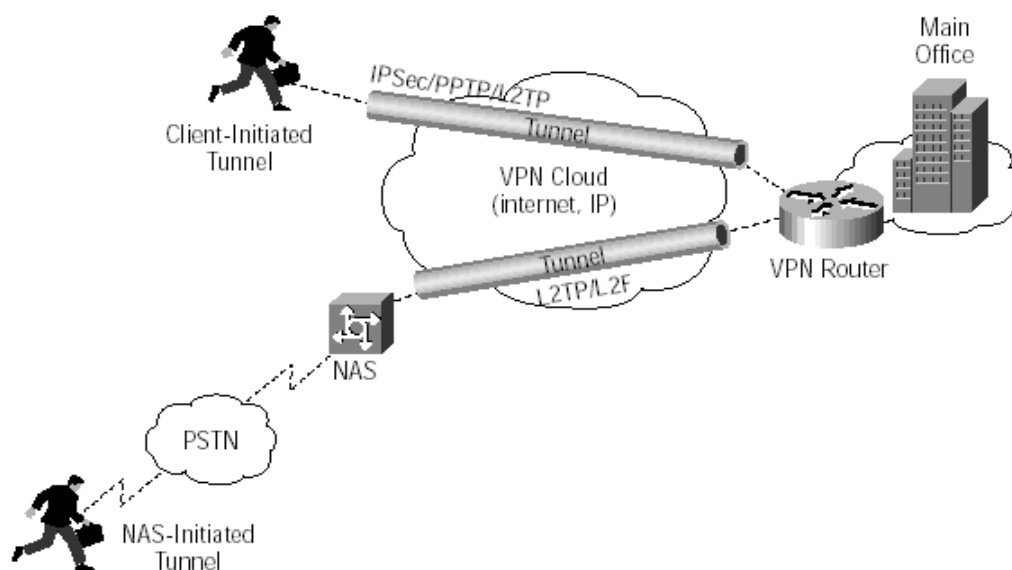 Main
Office
IPSec/PPTP/L2TP
Client-Initiated
Tunnel
Tunnel
VPN Cloud
(internet, IP)
Tunnel
L2TP/L2F
VPN Router
NAS
PSTN
NAS-Initiated
Tunnel